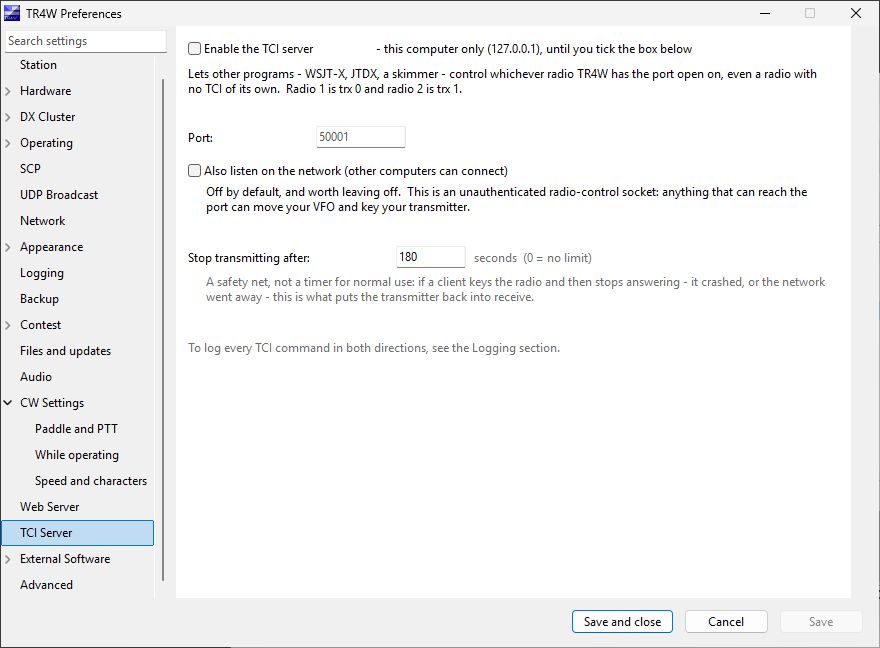 TR4W Preferences
Search settings
Station
Hardware
DX Cluster
Operating
SCP
UDP Broadcast
Network
Appearance
Logging
Backup
Contest
Files and updates
Audio
CW Settings
Paddle and PTT
While operating
Speed and characters
Web Server
TCI Server
External Software
Advanced
Enable the TCI server - this computer only (127.0.0.1), until you tick the box below
Lets other programs - WSJT-X, JTDX, a skimmer - control whichever radio TR4W has the port open on, even a radio with
no TCI of its own.  Radio 1 is trx 0 and radio 2 is trx 1.
Port: 50001
Also listen on the network (other computers can connect)
Off by default, and worth leaving off.  This is an unauthenticated radio-control socket: anything that can reach the
port can move your VFO and key your transmitter.
Stop transmitting after: 180 seconds  (0 = no limit)
A safety net, not a timer for normal use: if a client keys the radio and then stops answering - it crashed, or the network
went away - this is what puts the transmitter back into receive.
To log every TCI command in both directions, see the Logging section.
Save and close Cancel Save